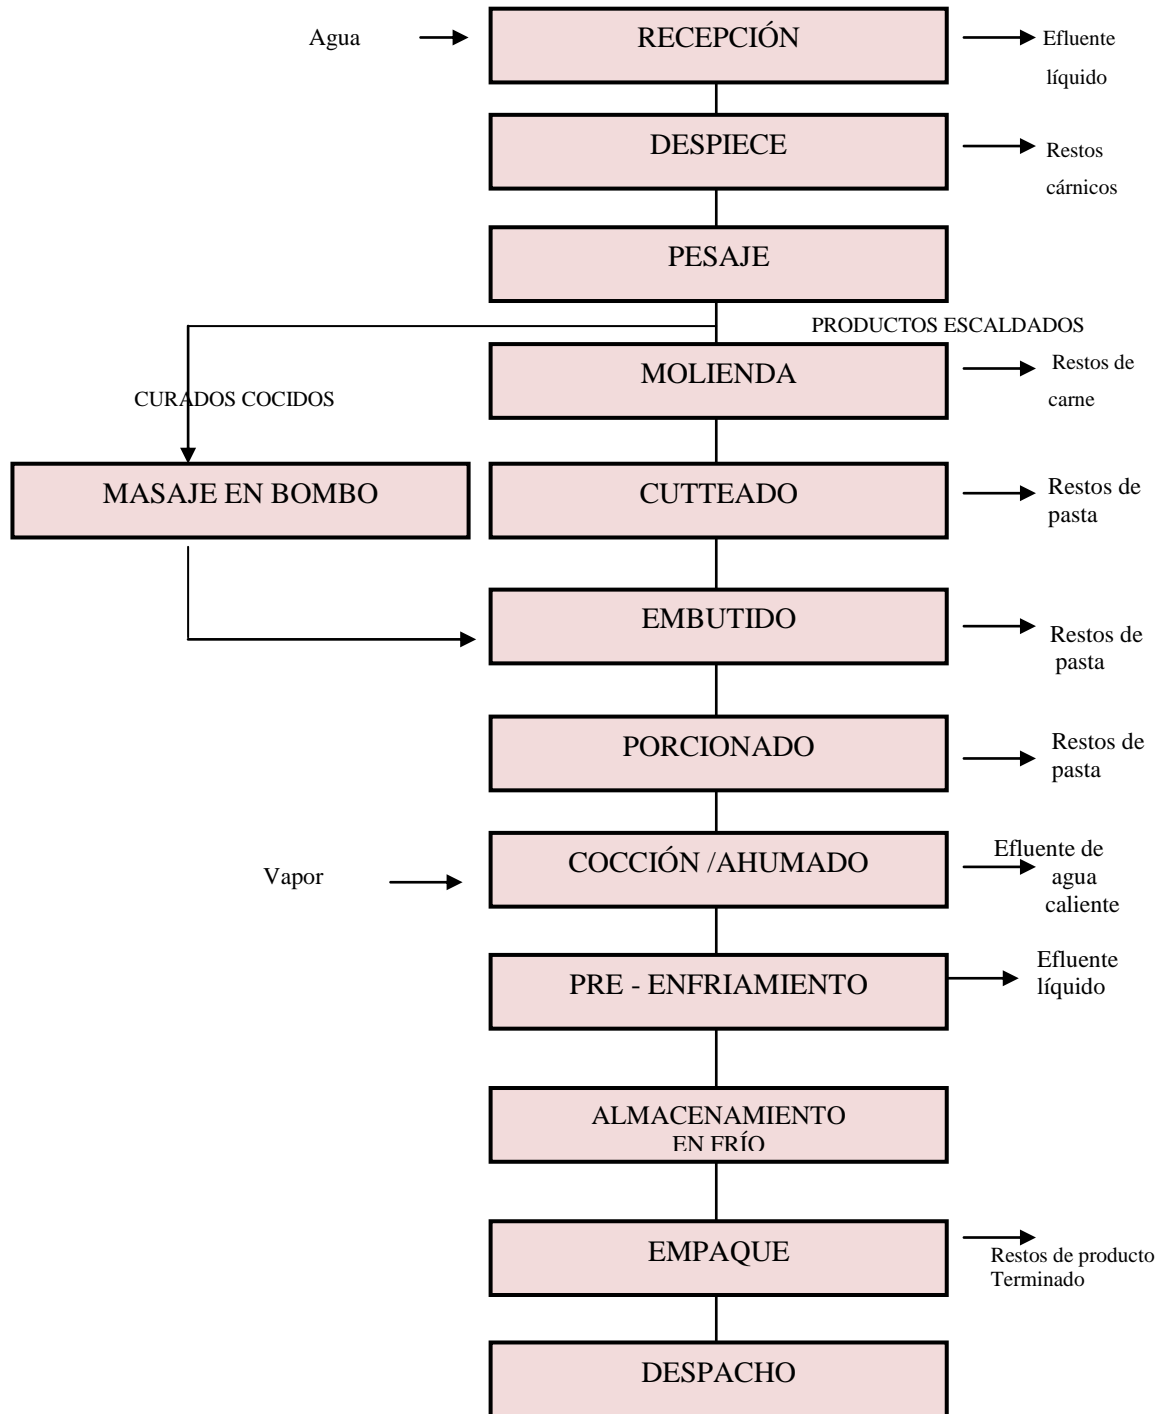 Agua
RECEPCIÓN
Efluente
líquido
DESPIECE
Restos
cárnicos
PESAJE
PRODUCTOS ESCALDADOS
MOLIENDA
Restos de
carne
CURADOS COCIDOS
MASAJE EN BOMBO
CUTTEADO
Restos de
pasta
EMBUTIDO
Restos de
pasta
PORCIONADO
Restos de
pasta
Vapor
COCCIÓN /AHUMADO
Efluente de
agua
caliente
PRE - ENFRIAMIENTO
Efluente
líquido
ALMACENAMIENTO
EN FRÍO
EMPAQUE
Restos de producto
Terminado
DESPACHO